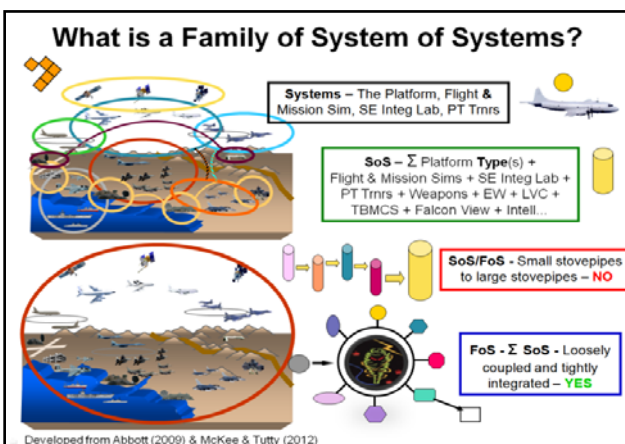 What is a Family of System of Systems?
Systems – The Platform, Flight &
Mission Sim, SE Integ Lab, PT Trnrs
SoS – Σ Platform Type(s) +
Flight & Mission Sims + SE Integ Lab +
PT Trnrs + Weapons + EW + LVC +
TBMCS + Falcon View + Intell...
SoS/FoS - Small stovepipes
to large stovepipes – NO
FoS - Σ SoS - Loosely
coupled and tightly
integrated – YES
Developed from Abbott (2009) & McKee & Tutty (2012)